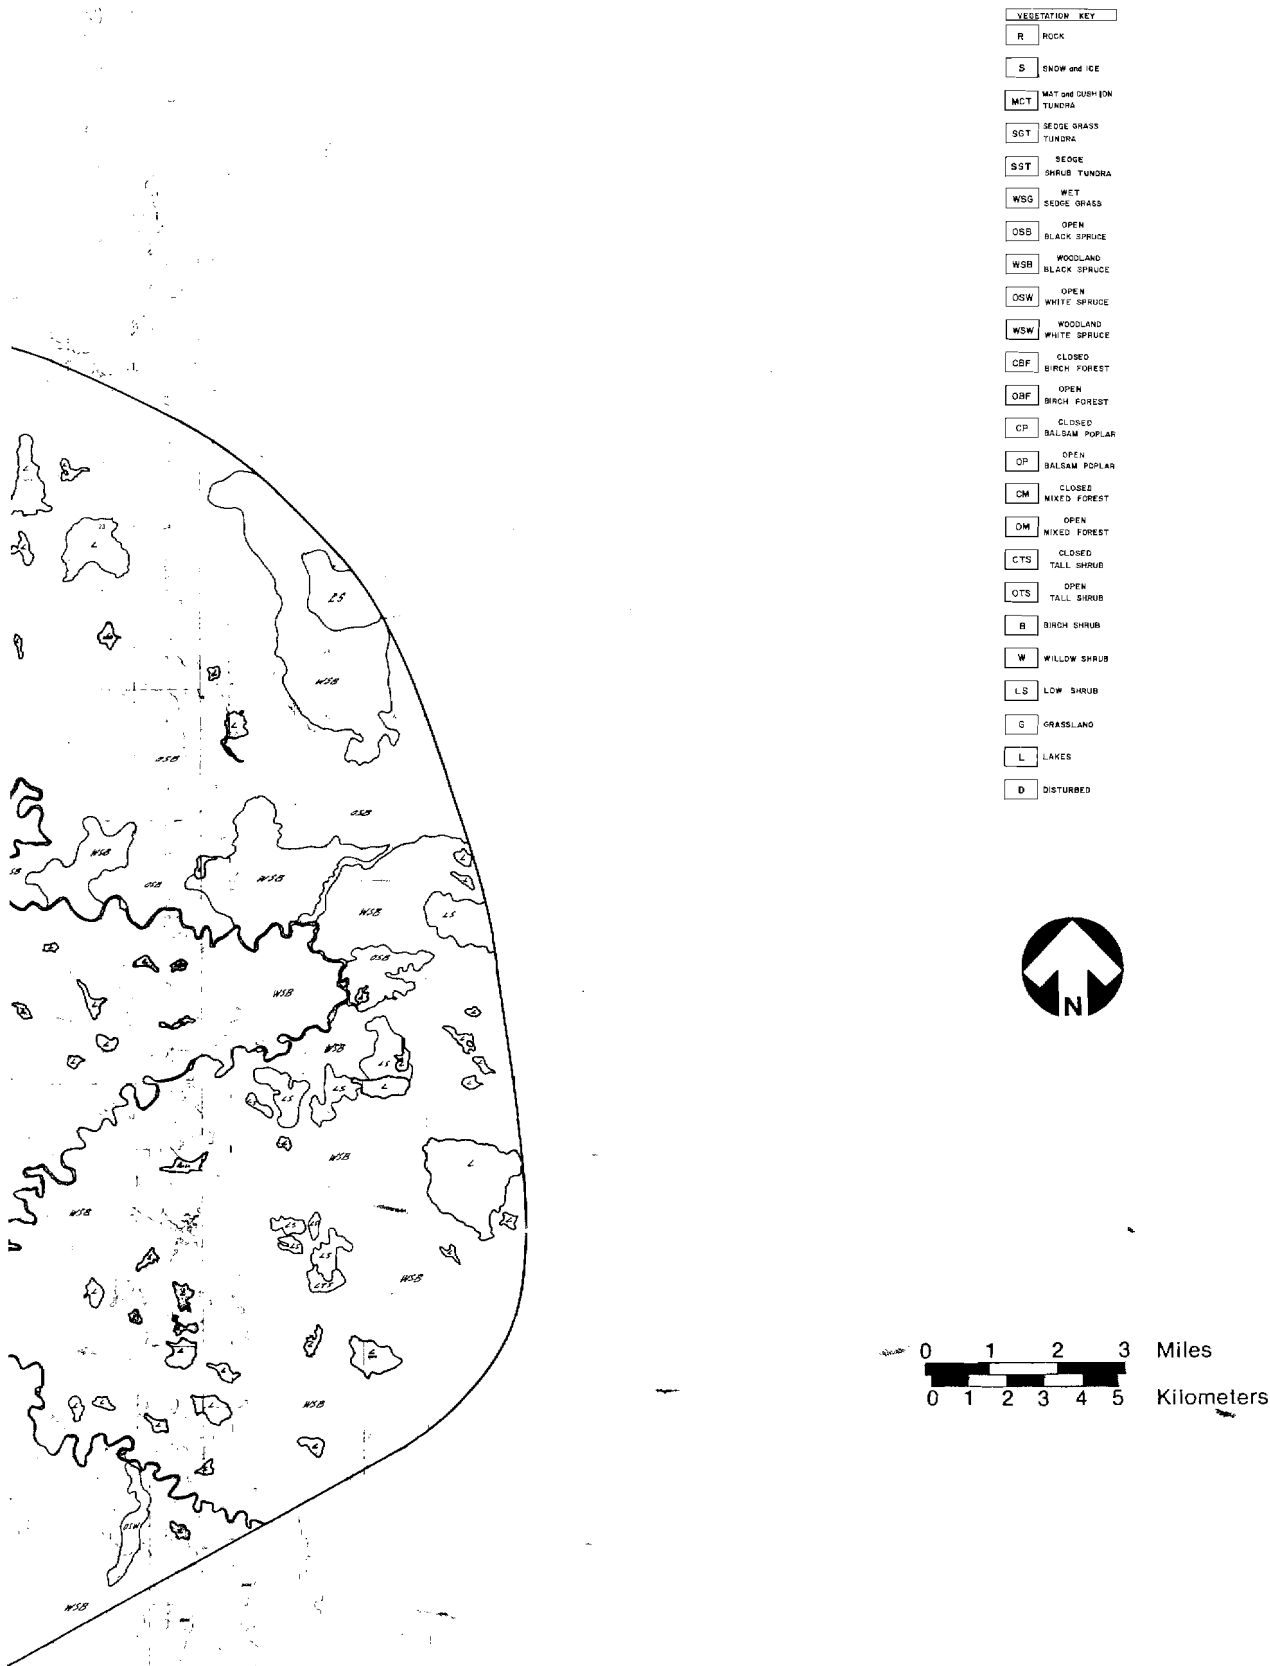 VEGETATION KEY
R ROCK
S SNOW and ICE
MCT MAT and CUSHION
TUNDRA
SGT SEDGE GRASS
TUNDRA
SST SEDGE
SHRUB TUNDRA
WSG WET
SEDGE GRASS
OSB OPEN
BLACK SPRUCE
WSB WOODLAND
BLACK SPRUCE
OSW OPEN
WHITE SPRUCE
WSW WOODLAND
WHITE SPRUCE
CBF CLOSED
BIRCH FOREST
OBF OPEN
BIRCH FOREST
CP CLOSED
BALSAM POPLAR
OP OPEN
BALSAM POPLAR
CM CLOSED
MIXED FOREST
OM OPEN
MIXED FOREST
CTS CLOSED
TALL SHRUB
OTS OPEN
TALL SHRUB
B BIRCH SHRUB
W WILLOW SHRUB
LS LOW SHRUB
G GRASSLAND
L LAKES
D DISTURBED
L
L
LS
WSB
L
OSB
OSB
WSB
SB
OSB
WSB
WSB
LS
OSB
WSB
WSB
LS
LS
LS
L
WSB
L
WSB
LS
LS
LS
WSB
L
WSB
OSW
WSB
N
0 1 2 3 Miles
0 1 2 3 4 5 Kilometers